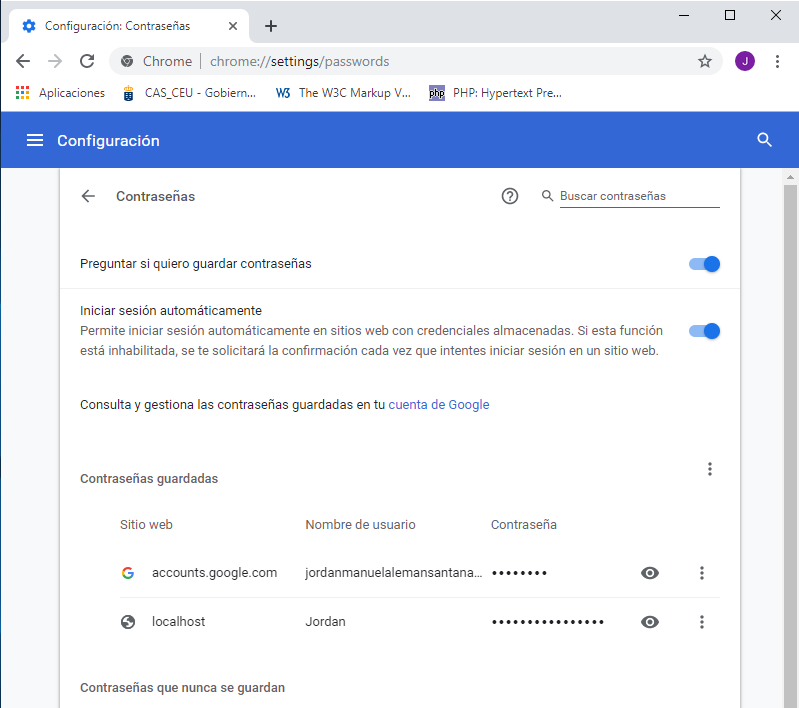 Configuración: Contraseñas
Chrome | chrome://settings/passwords
J
Aplicaciones CAS_CEU - Gobiern... W3 The W3C Markup V... php PHP: Hypertext Pre...
Configuración
Contraseñas Buscar contraseñas
Preguntar si quiero guardar contraseñas
Iniciar sesión automáticamente
Permite iniciar sesión automáticamente en sitios web con credenciales almacenadas. Si esta función
está inhabilitada, se te solicitará la confirmación cada vez que intentes iniciar sesión en un sitio web.
Consulta y gestiona las contraseñas guardadas en tu cuenta de Google
Contraseñas guardadas
Sitio web Nombre de usuario Contraseña
accounts.google.com jordanmanuelalemansantana... ••••••••
localhost Jordan ••••••••••••••••
Contraseñas que nunca se guardan